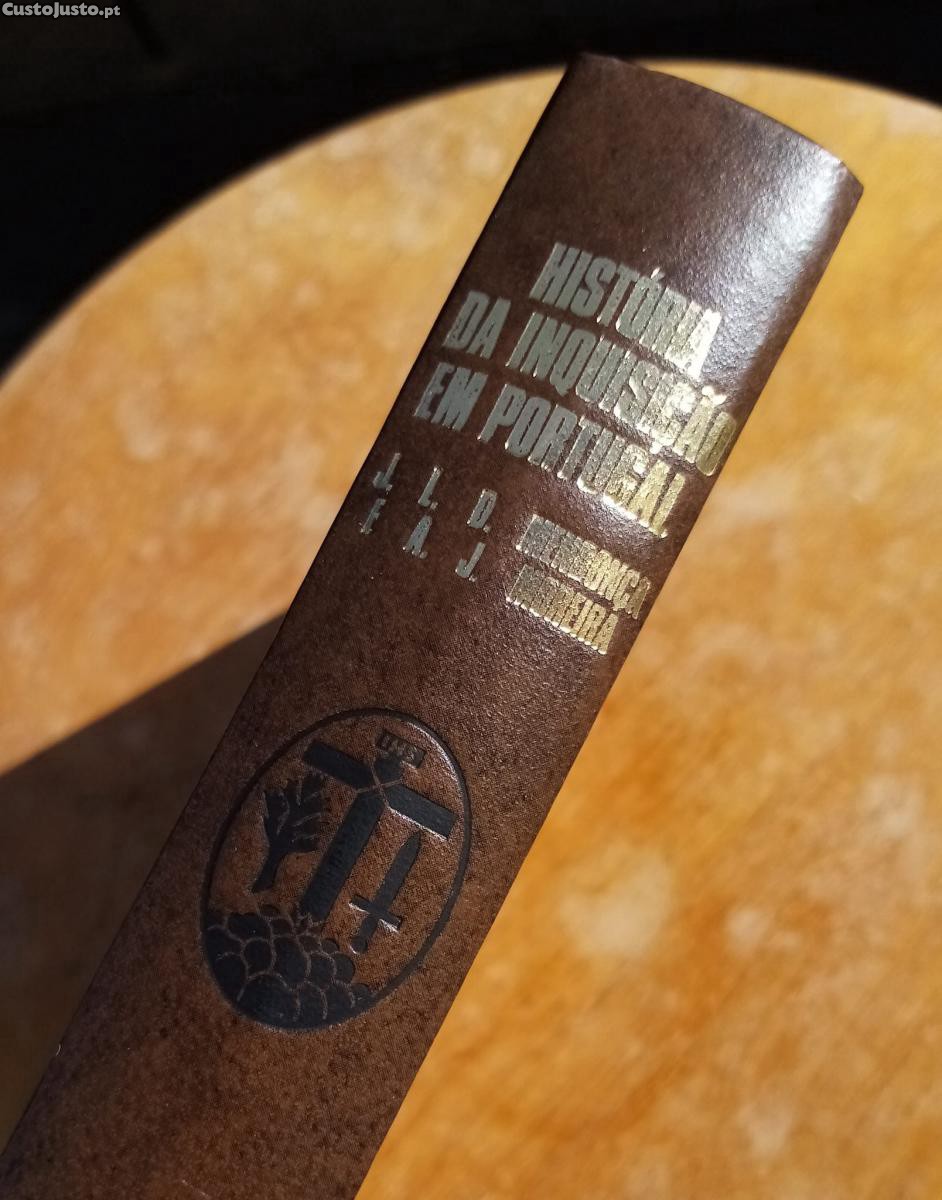 CustoJusto.pt
HISTÓRIA
DA INQUISIÇÃO
EM PORTUGAL
J. L. D. MENDONÇA
E A. J. MOREIRA